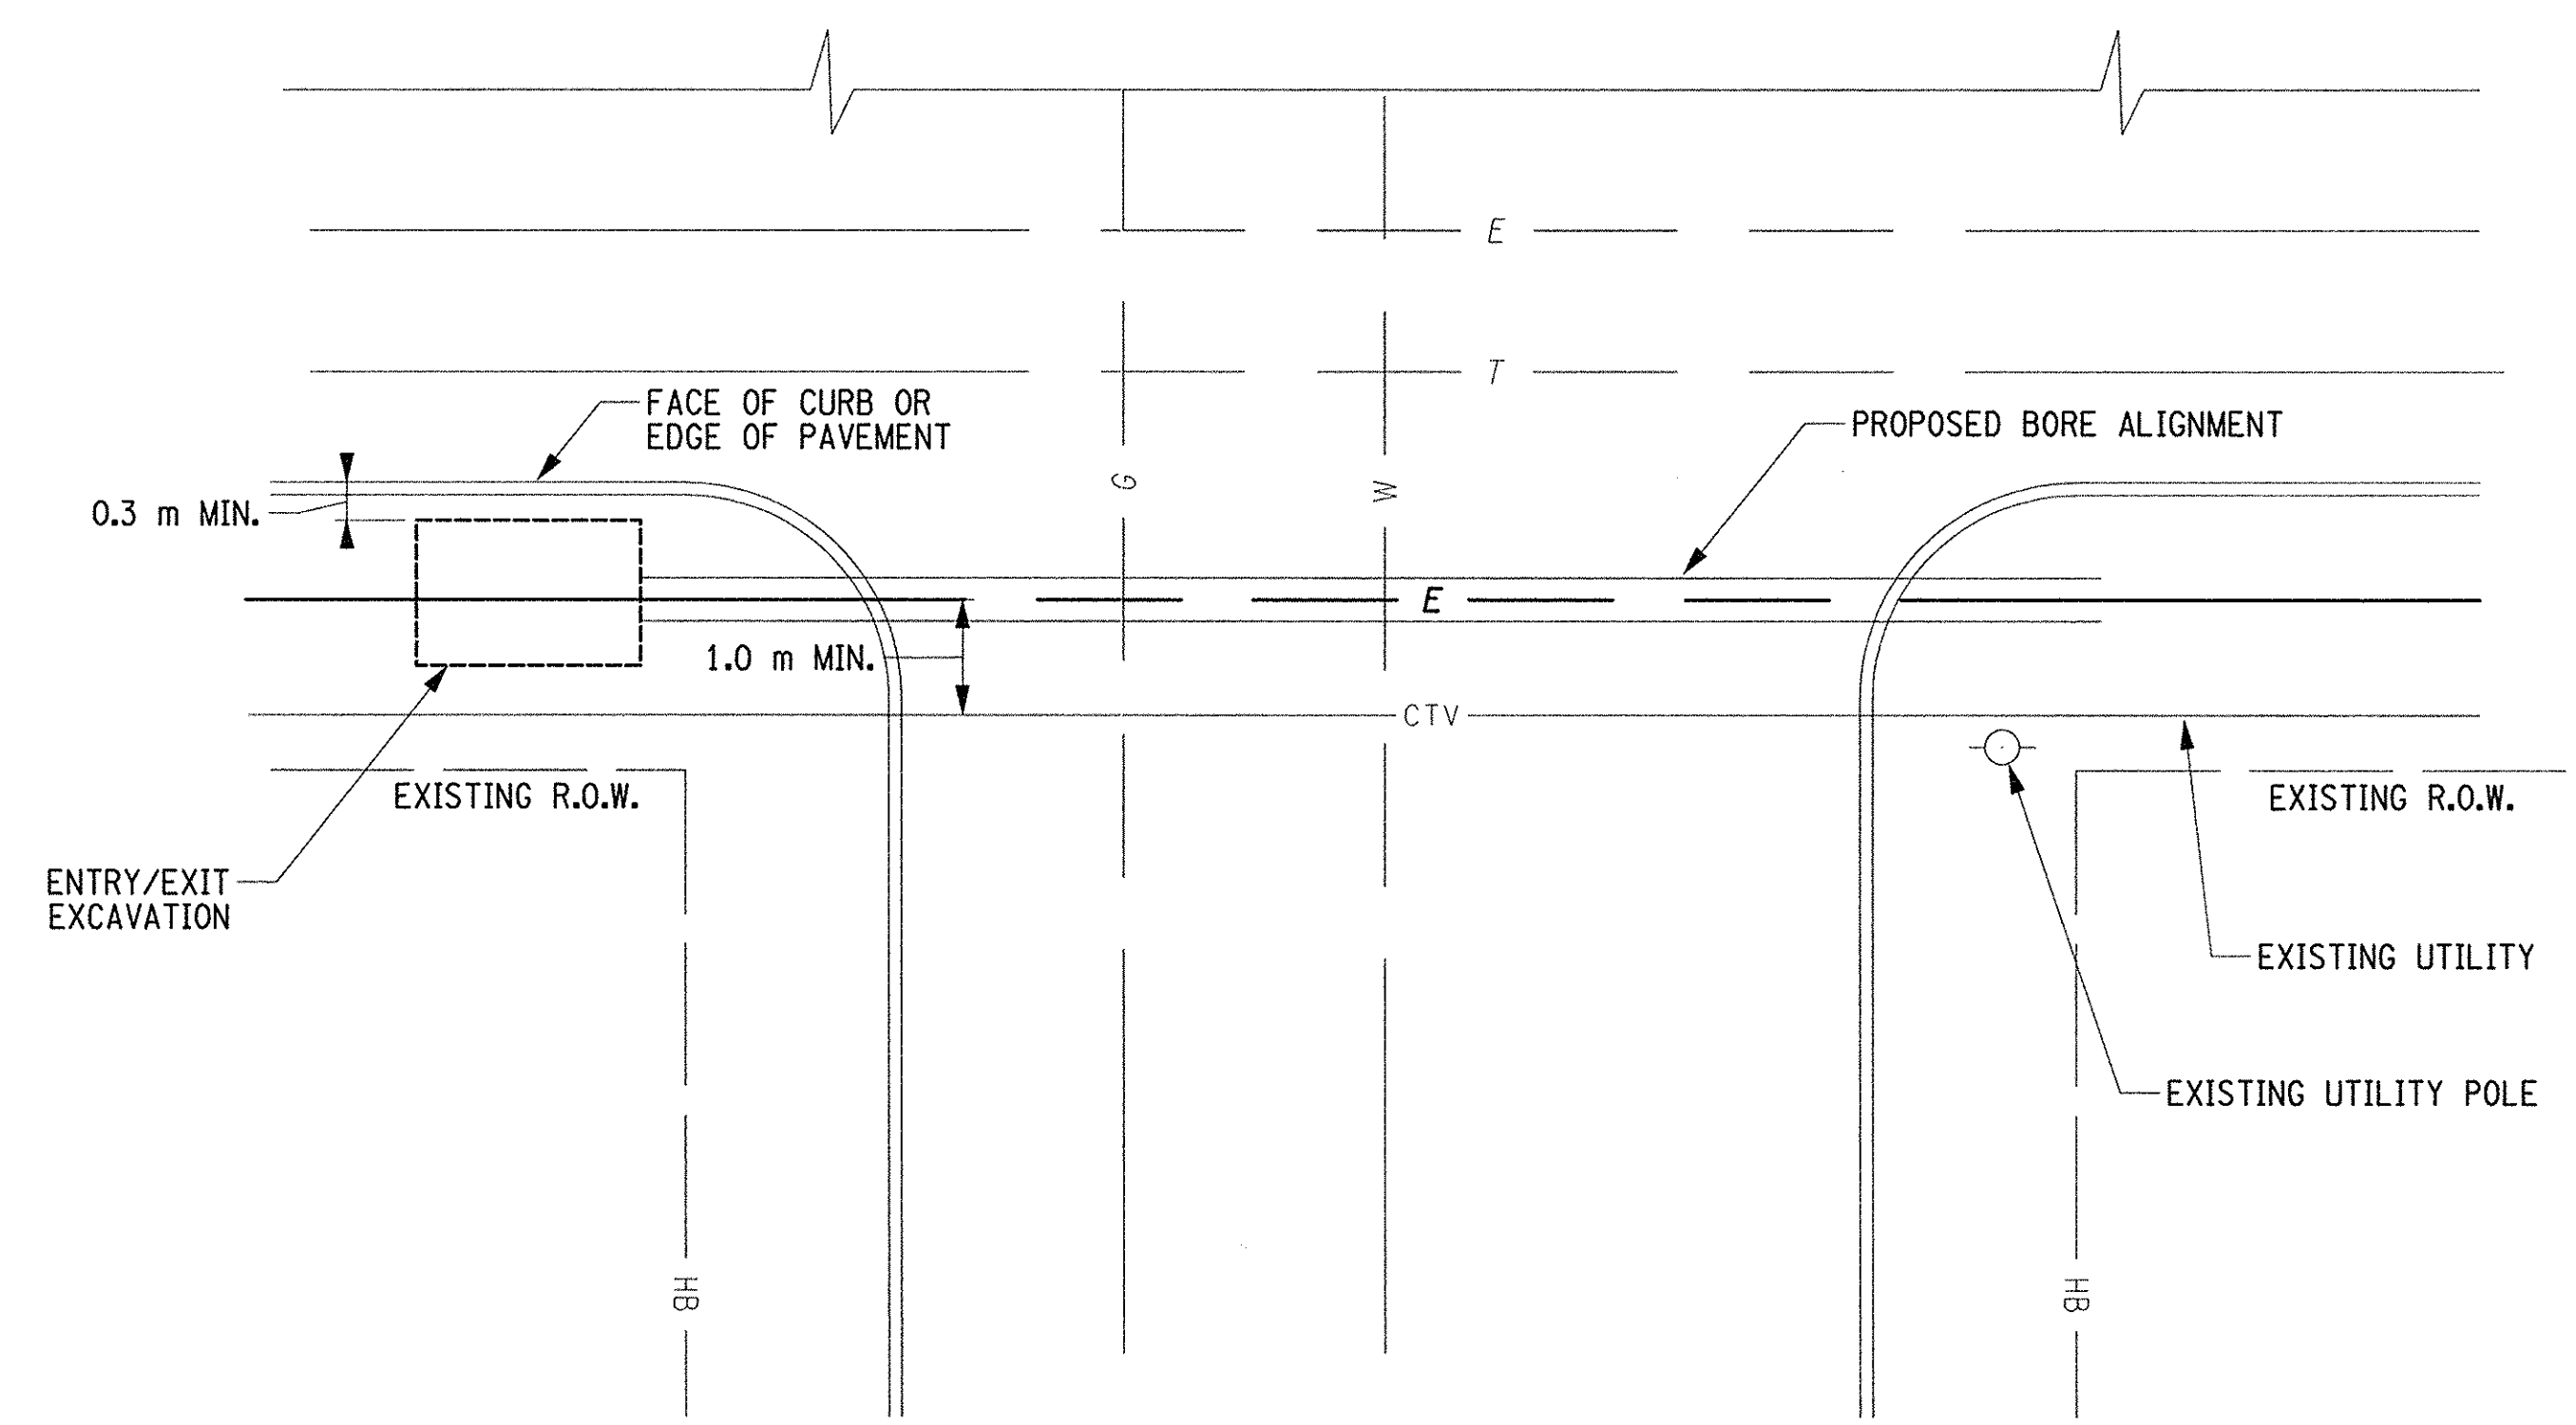 E
T
FACE OF CURB OR
EDGE OF PAVEMENT
PROPOSED BORE ALIGNMENT
G
W
0.3 m MIN.
E
1.0 m MIN.
CTV
EXISTING R.O.W.
EXISTING R.O.W.
ENTRY/EXIT
EXCAVATION
EXISTING UTILITY
EXISTING UTILITY POLE
HB
HB